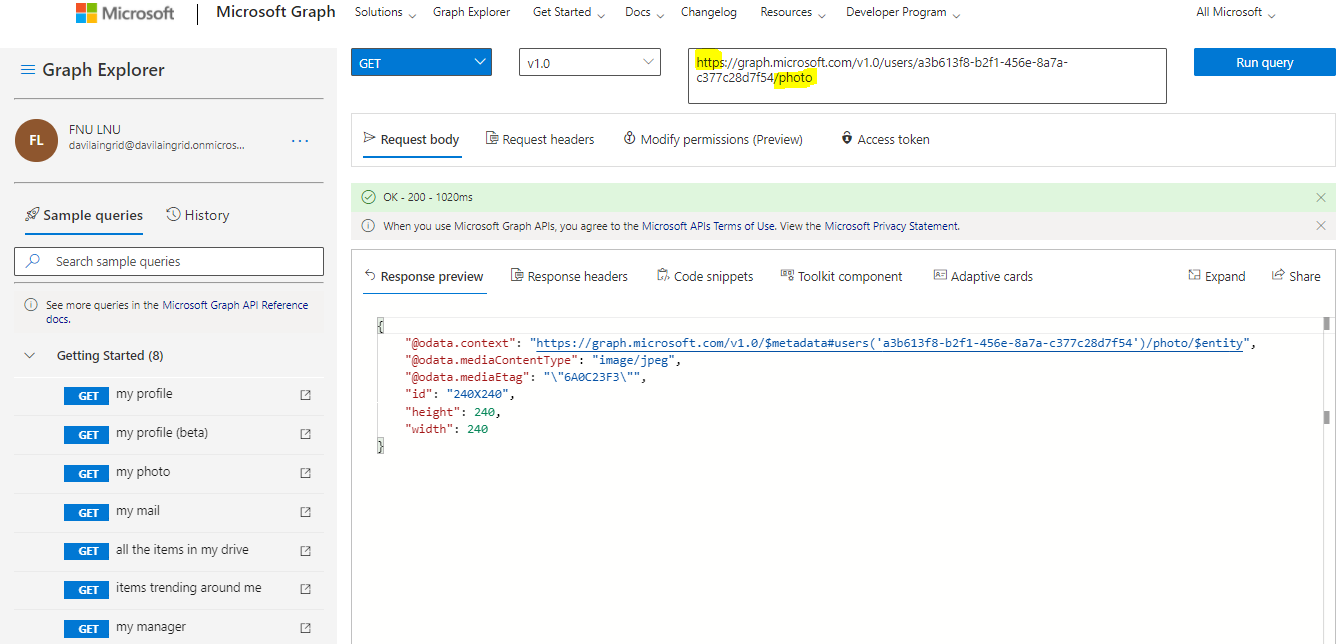 Microsoft | Microsoft Graph Solutions Graph Explorer Get Started Docs Changelog Resources Developer Program All Microsoft
Graph Explorer
FL
FNU LNU
davilaingrid@davilaingrid.onmicros...
...
Sample queries History
Search sample queries
See more queries in the Microsoft Graph API Reference
docs.
Getting Started (8)
GET my profile
GET my profile (beta)
GET my photo
GET my mail
GET all the items in my drive
GET items trending around me
GET my manager
GET v1.0
https://graph.microsoft.com/v1.0/users/a3b613f8-b2f1-456e-8a7a-
c377c28d7f54/photo
Run query
Request body Request headers Modify permissions (Preview) Access token
OK - 200 - 1020ms
When you use Microsoft Graph APIs, you agree to the Microsoft APIs Terms of Use. View the Microsoft Privacy Statement.
Response preview Response headers Code snippets Toolkit component Adaptive cards Expand Share
{
"@odata.context": "https://graph.microsoft.com/v1.0/$metadata#users('a3b613f8-b2f1-456e-8a7a-c377c28d7f54')/photo/$entity",
"@odata.mediaContentType": "image/jpeg",
"@odata.mediaEtag": "\"6A0C23F3\"",
"id": "240X240",
"height": 240,
"width": 240
}